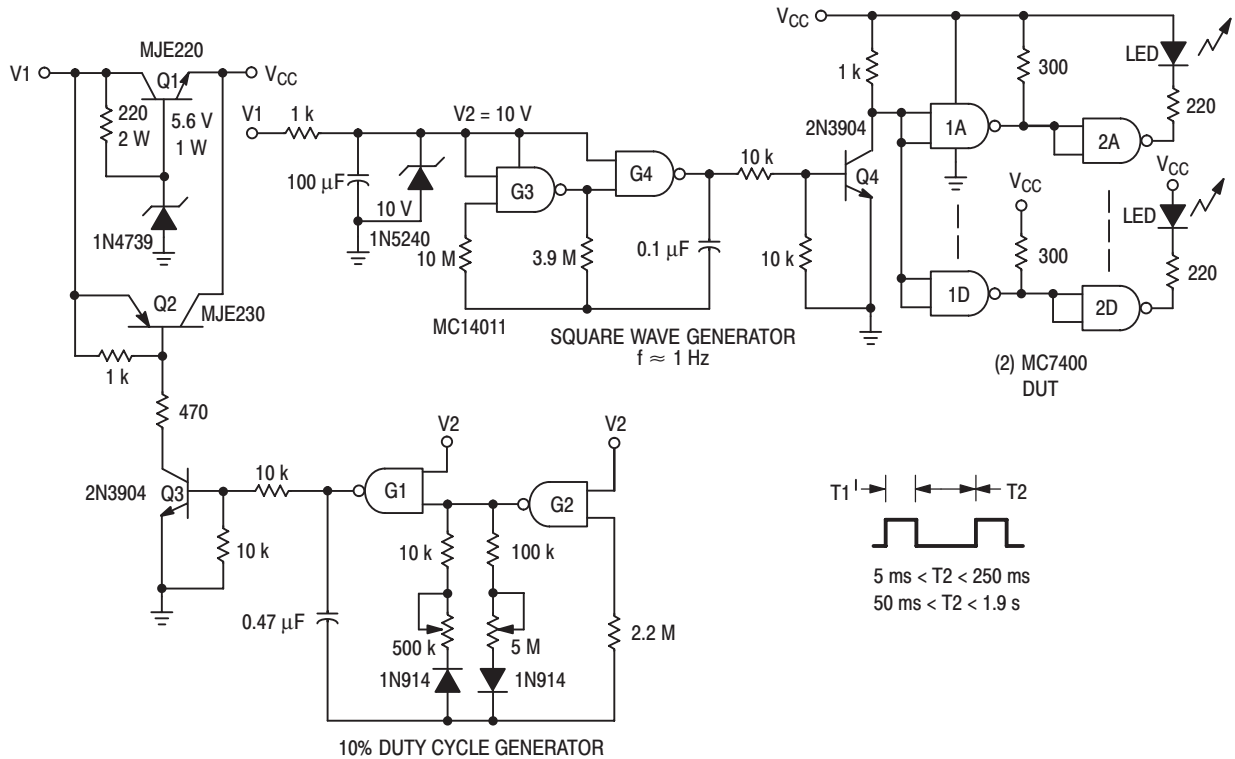 MJE220
V1
Q1
VCC
220
2 W
5.6 V
1 W
1N4739
Q2
MJE230
1 k
470
2N3904
Q3
10 k
10 k
V1
1 k
V2 = 10 V
100 μF
10 V
1N5240
G3
G4
10 M
3.9 M
0.1 μF
MC14011
SQUARE WAVE GENERATOR
f ≈ 1 Hz
10 k
10 k
2N3904
Q4
VCC
1 k
1A
300
2A
LED
220
VCC
1D
300
2D
VCC
LED
220
(2) MC7400
DUT
V2
V2
G1
G2
10 k
100 k
0.47 μF
500 k
5 M
2.2 M
1N914
1N914
10% DUTY CYCLE GENERATOR
T1
T2
5 ms < T2 < 250 ms
50 ms < T2 < 1.9 s